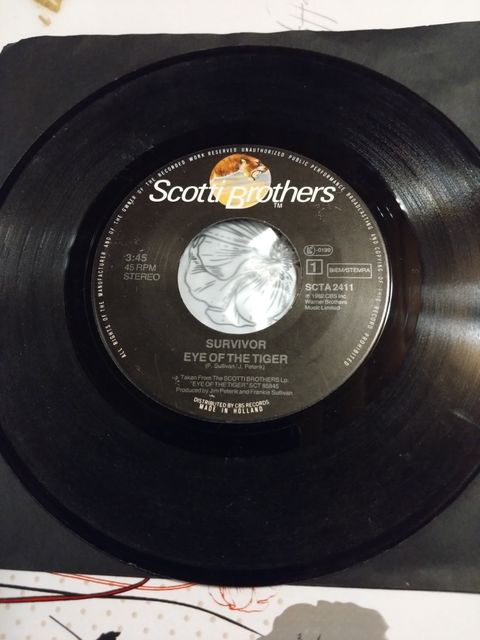 ALL RIGHTS OF THE MANUFACTURER AND OF THE OWNER OF THE RECORDED WORK RESERVED UNAUTHORIZED PUBLIC PERFORMANCE BROADCASTING AND COPYING OF THIS RECORD PROHIBITED
Scotti Brothers
TM
3:45
45 RPM
STEREO
LC-0199
1
BIEM/STEMRA
SCTA 2411
℗ 1982 CBS Inc
Warner Brothers
Music Limited
SURVIVOR
EYE OF THE TIGER
(F. Sullivan/J. Peterik)
Taken From The SCOTTI BROTHERS Lp.
"EYE OF THE TIGER" SCT 85845
Produced by Jim Peterik and Frankie Sullivan
DISTRIBUTED BY CBS RECORDS
MADE IN HOLLAND